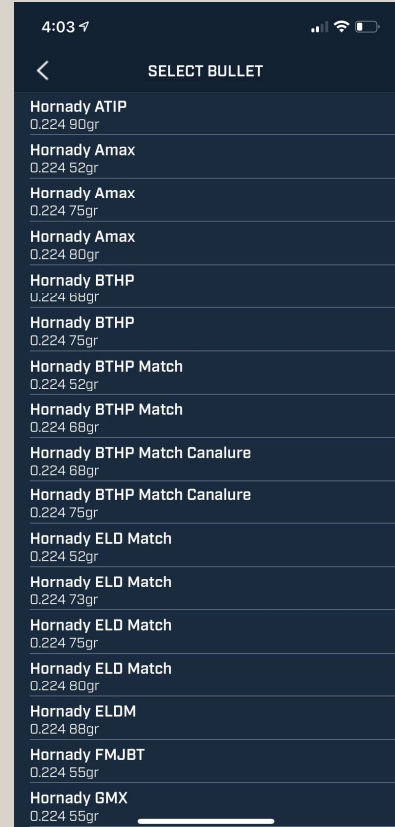 4:03
SELECT BULLET
Hornady ATIP
0.224 90gr
Hornady Amax
0.224 52gr
Hornady Amax
0.224 75gr
Hornady Amax
0.224 80gr
Hornady BTHP
0.224 68gr
Hornady BTHP
0.224 75gr
Hornady BTHP Match
0.224 52gr
Hornady BTHP Match
0.224 68gr
Hornady BTHP Match Canalure
0.224 68gr
Hornady BTHP Match Canalure
0.224 75gr
Hornady ELD Match
0.224 52gr
Hornady ELD Match
0.224 73gr
Hornady ELD Match
0.224 75gr
Hornady ELD Match
0.224 80gr
Hornady ELDM
0.224 88gr
Hornady FMJBT
0.224 55gr
Hornady GMX
0.224 55gr